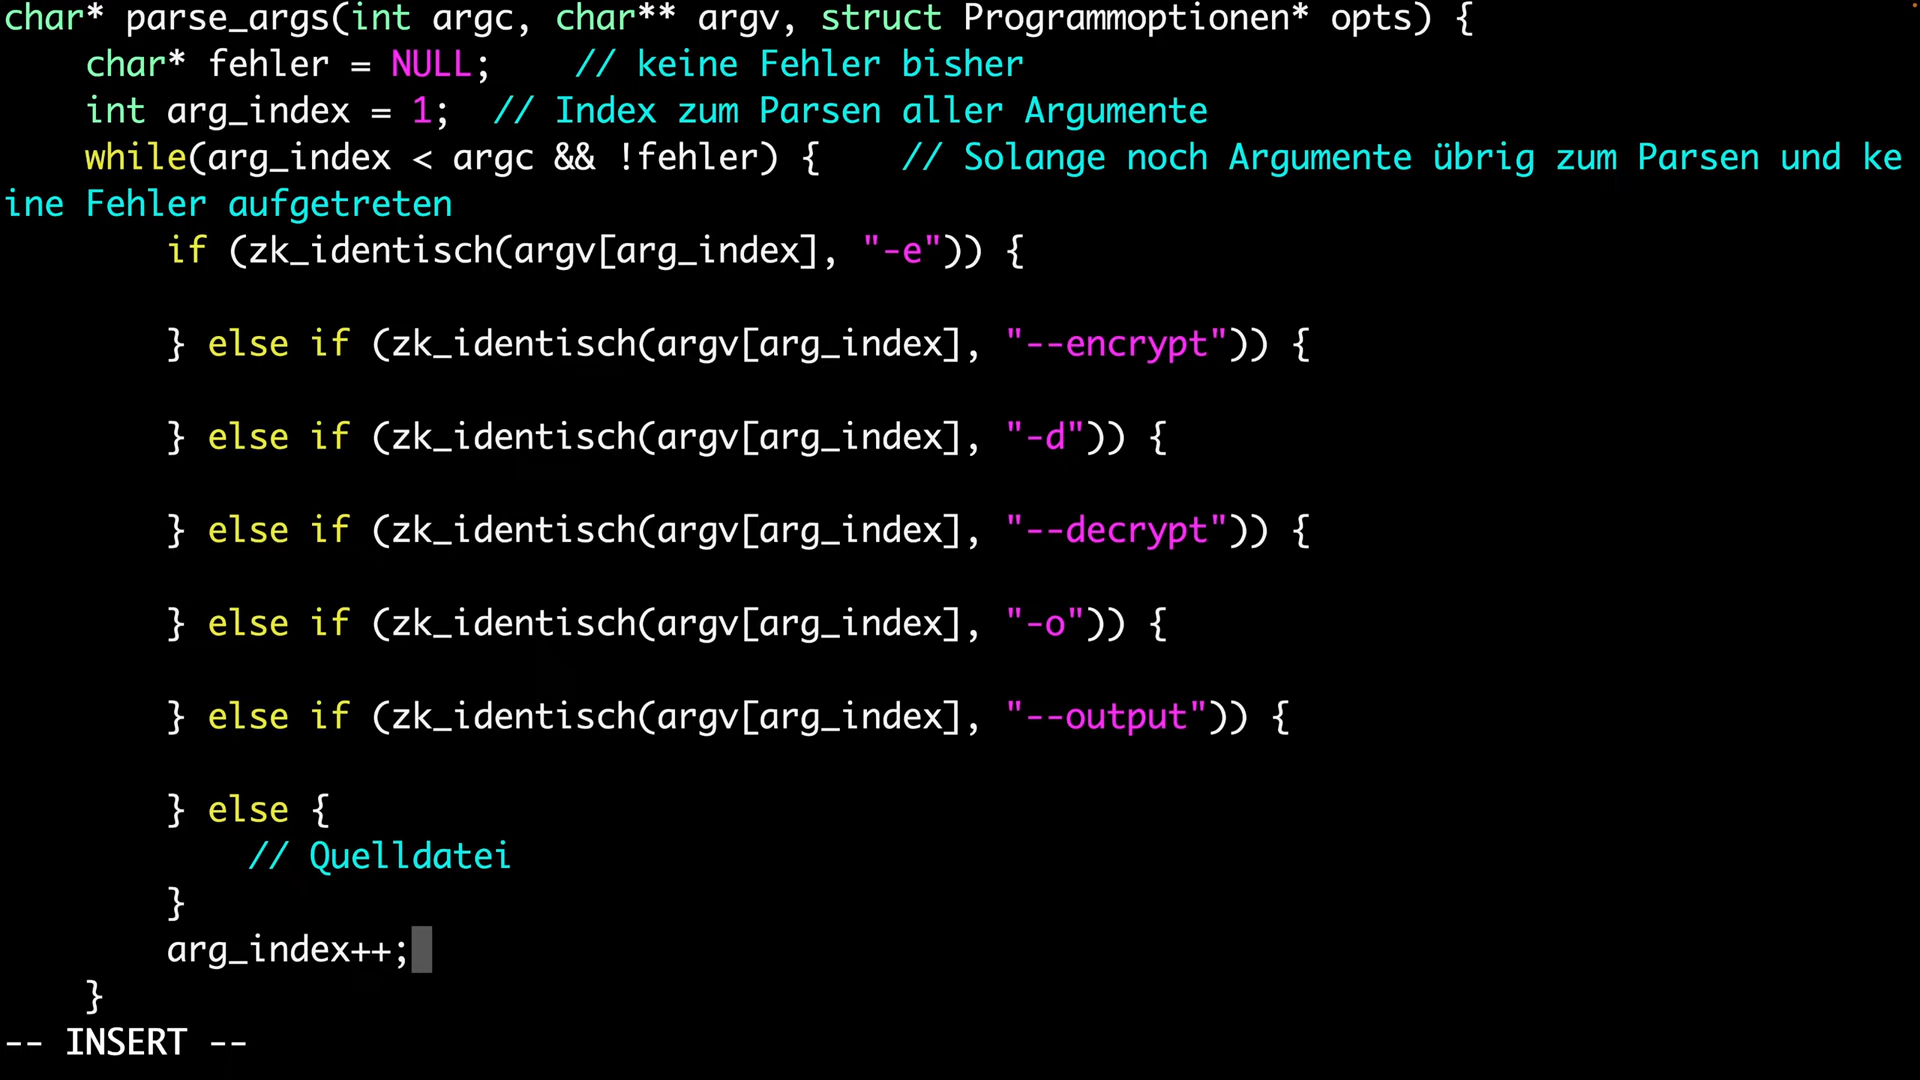 char* parse_args(int argc, char** argv, struct Programmoptionen* opts) {
    char* fehler = NULL;    // keine Fehler bisher
    int arg_index = 1;  // Index zum Parsen aller Argumente
    while(arg_index < argc && !fehler) {    // Solange noch Argumente übrig zum Parsen und ke
ine Fehler aufgetreten
        if (zk_identisch(argv[arg_index], "-e")) {
        } else if (zk_identisch(argv[arg_index], "--encrypt")) {
        } else if (zk_identisch(argv[arg_index], "-d")) {
        } else if (zk_identisch(argv[arg_index], "--decrypt")) {
        } else if (zk_identisch(argv[arg_index], "-o")) {
        } else if (zk_identisch(argv[arg_index], "--output")) {
        } else {
            // Quelldatei
        }
        arg_index++;
    }
-- INSERT --